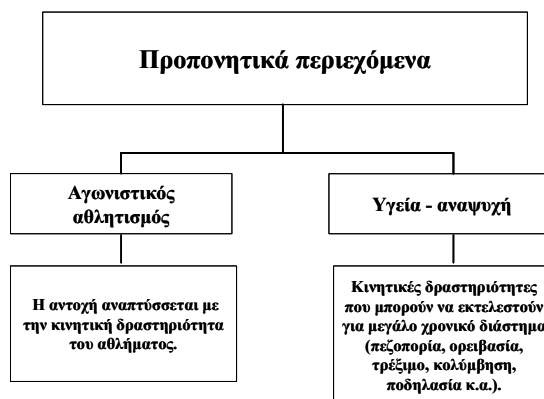 Προπονητικά περιεχόμενα
Αγωνιστικός
αθλητισμός
Υγεία - αναψυχή
Η αντοχή αναπτύσσεται με
την κινητική δραστηριότητα
του αθλήματος.
Κινητικές δραστηριότητες
που μπορούν να εκτελεστούν
για μεγάλο χρονικό διάστημα
(πεζοπορία, ορειβασία,
τρέξιμο, κολύμβηση,
ποδηλασία κ.α.).